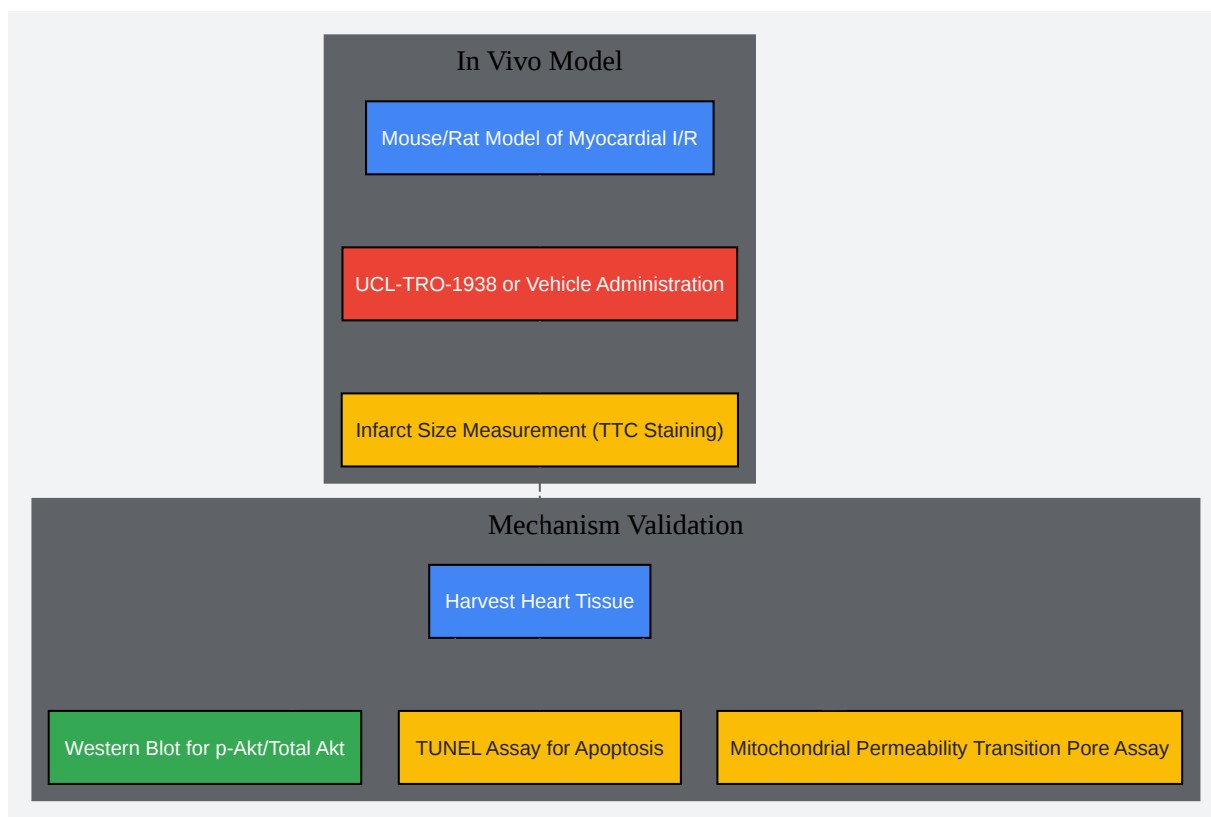 In Vivo Model
Mouse/Rat Model of Myocardial I/R
UCL-TRO-1938 or Vehicle Administration
Infarct Size Measurement (TTC Staining)
Mechanism Validation
Harvest Heart Tissue
Western Blot for p-Akt/Total Akt
TUNEL Assay for Apoptosis
Mitochondrial Permeability Transition Pore Assay